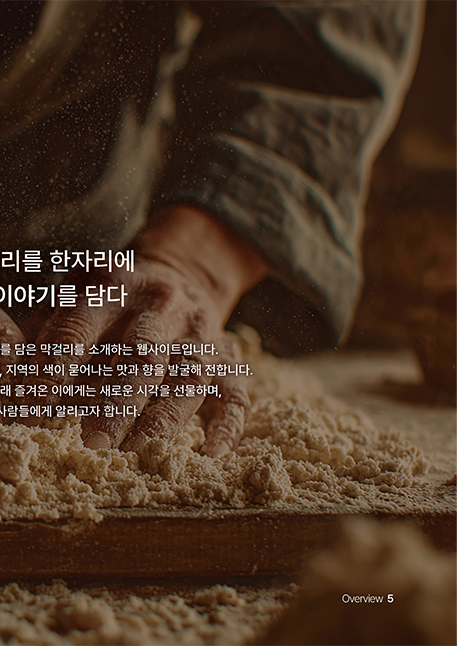 리를 한자리에
이야기를 담다
를 담은 막걸리를 소개하는 웹사이트입니다.
, 지역의 색이 묻어나는 맛과 향을 발굴해 전합니다.
래 즐겨온 이에게는 새로운 시각을 선물하며,
사람들에게 알리고자 합니다.
Overview 5